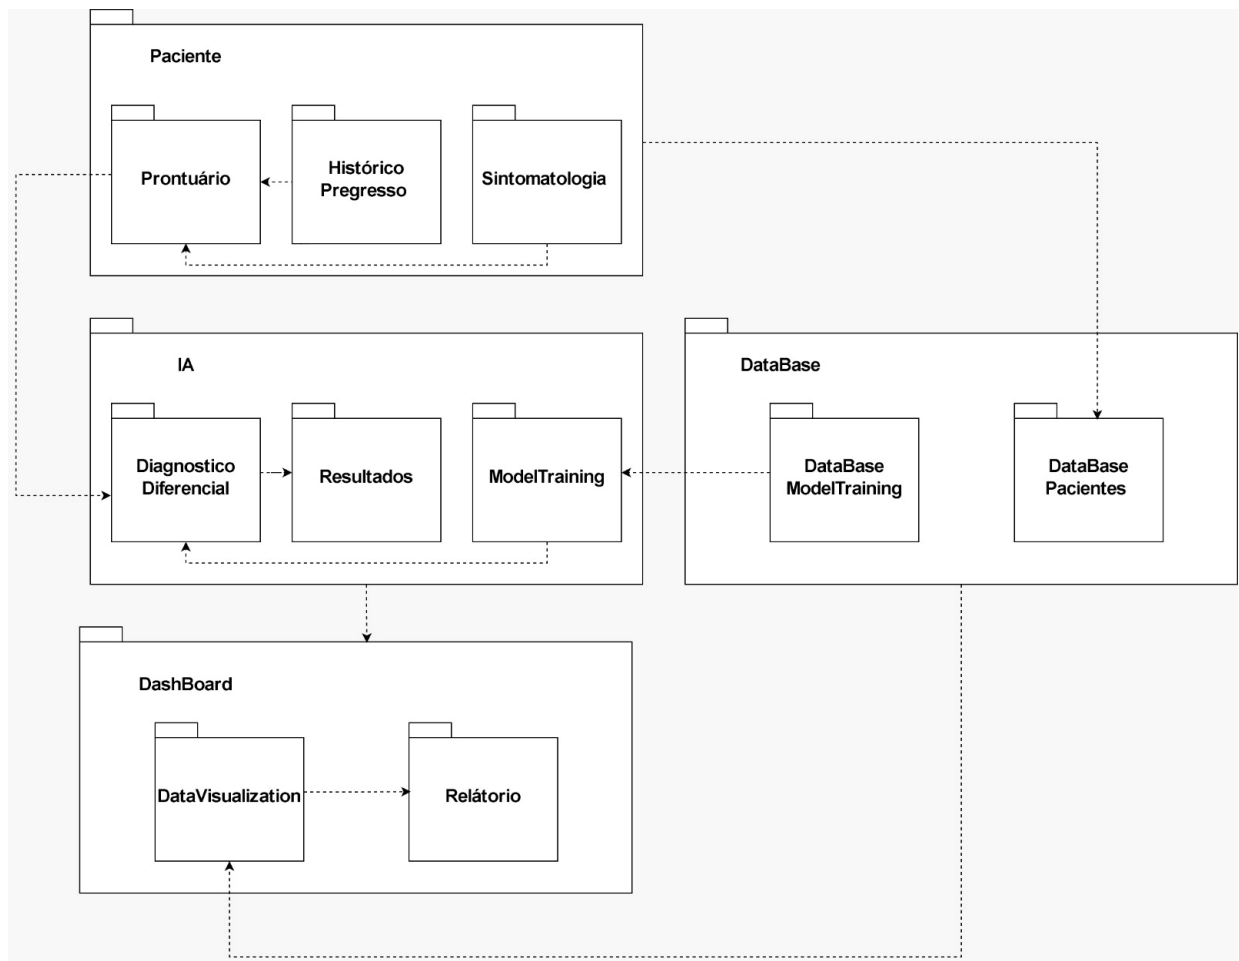 Paciente
Prontuário
Histórico
Pregresso
Sintomatologia
IA
Diagnostico
Diferencial
Resultados
ModelTraining
DataBase
DataBase
ModelTraining
DataBase
Pacientes
DashBoard
DataVisualization
Relátorio